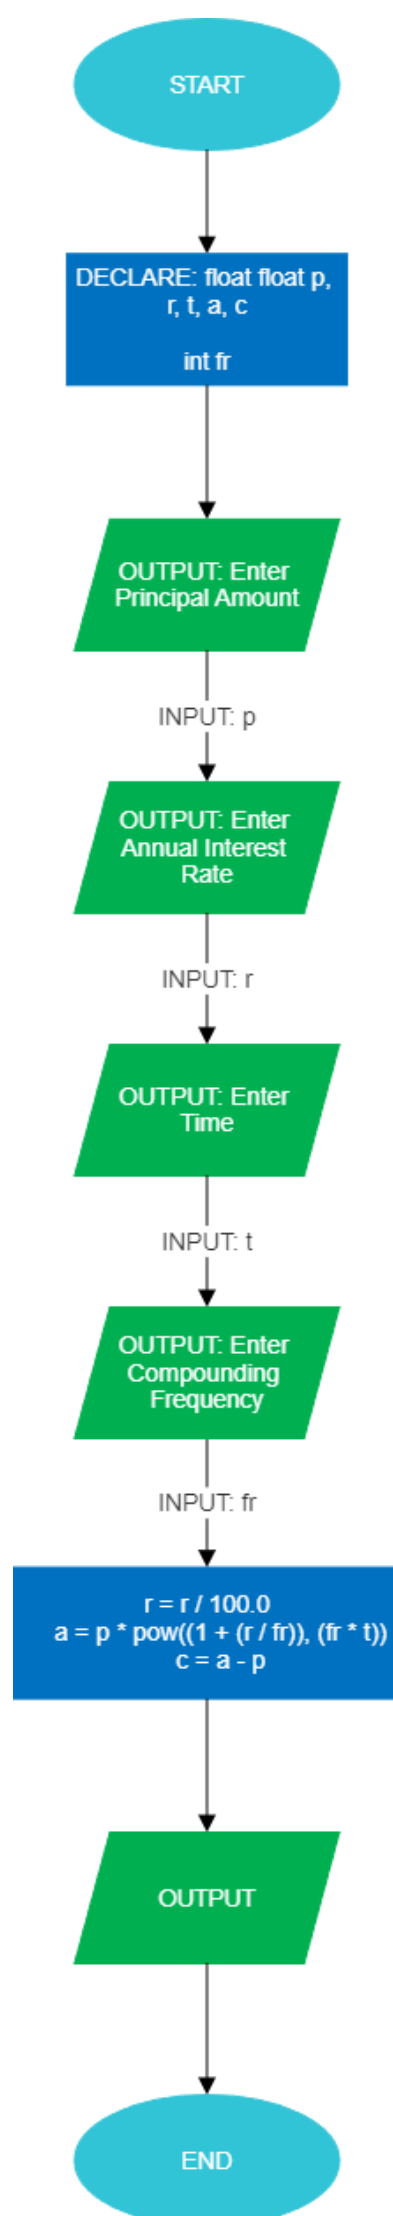 START
DECLARE: float float p,
r, t, a, c
int fr
OUTPUT: Enter
Principal Amount
INPUT: p
OUTPUT: Enter
Annual Interest
Rate
INPUT: r
OUTPUT: Enter
Time
INPUT: t
OUTPUT: Enter
Compounding
Frequency
INPUT: fr
r = r / 100.0
a = p * pow((1 + (r / fr)), (fr * t))
c = a - p
OUTPUT
END